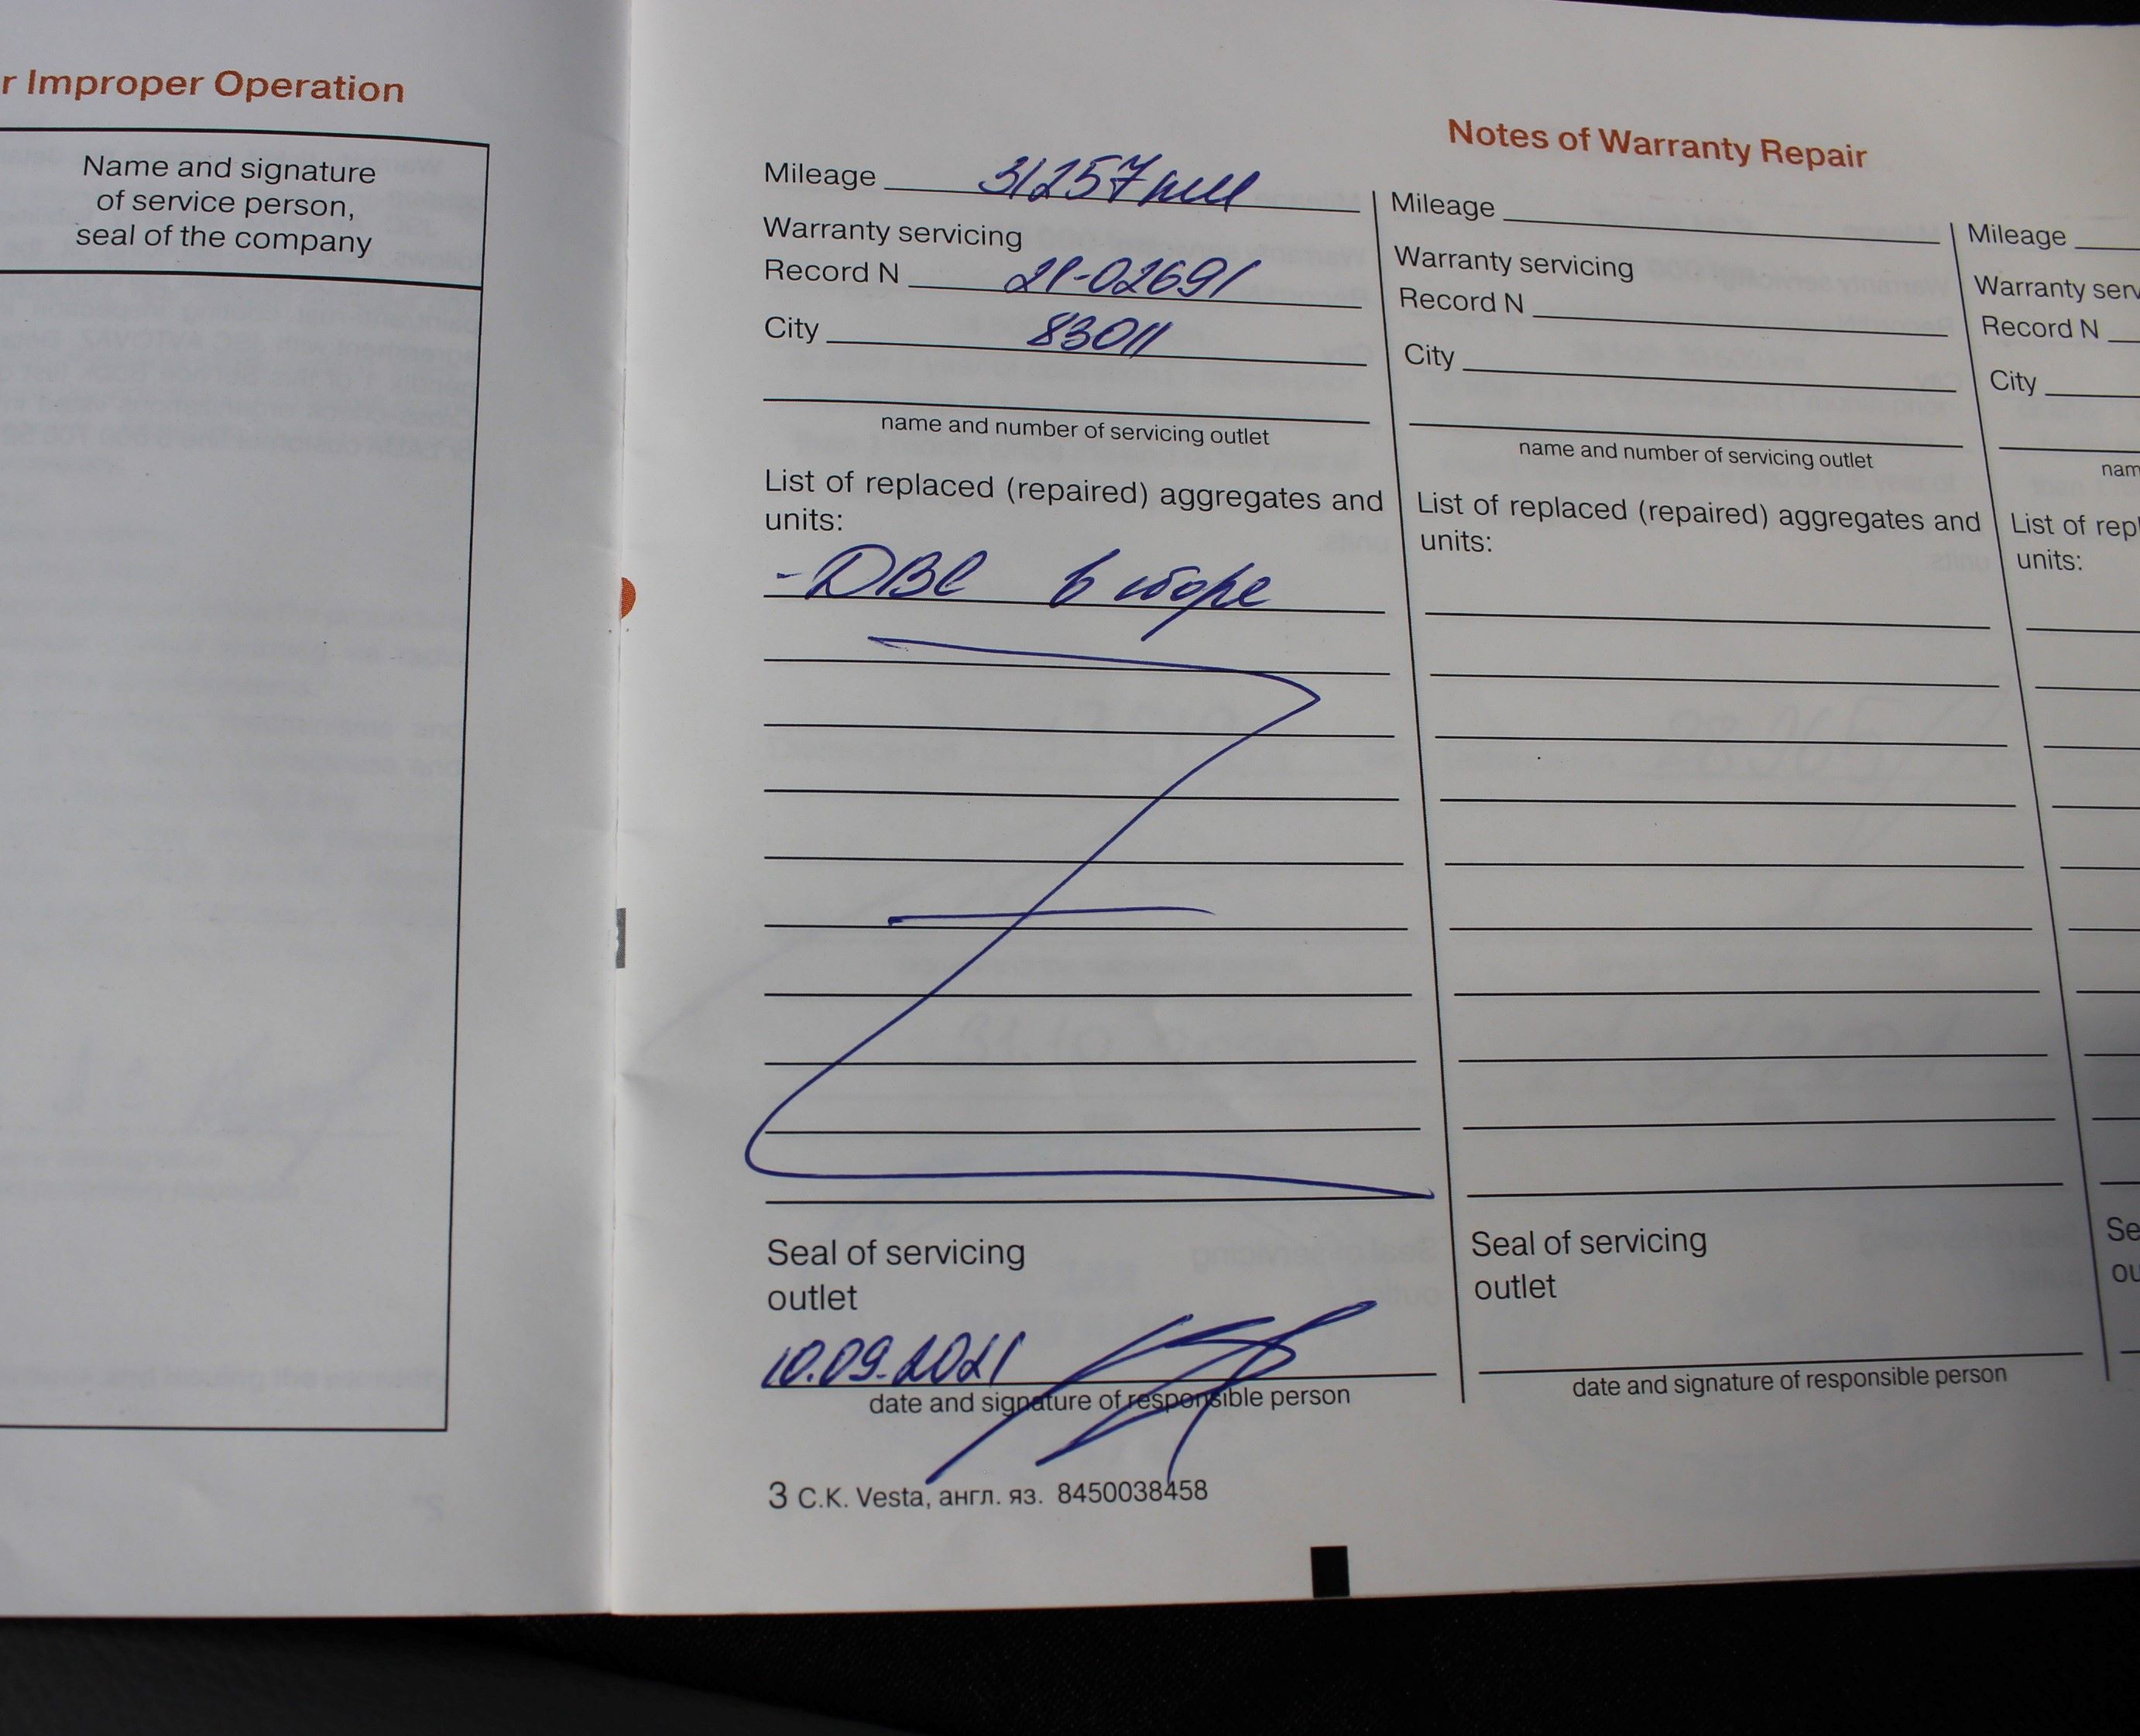 r Improper Operation
Name and signature
of service person,
seal of the company
Notes of Warranty Repair
Mileage 31257 км
Warranty servicing
Record N 21-02691
City 83011
name and number of servicing outlet
List of replaced (repaired) aggregates and
units:
- ДВС в сборе
Seal of servicing
outlet
10.09.2021
date and signature of responsible person
3 С.К. Vesta, англ. яз. 8450038458
Mileage
Warranty servicing
Record N
City
name and number of servicing outlet
List of replaced (repaired) aggregates and
units:
Seal of servicing
outlet
date and signature of responsible person
Mileage
Warranty serv
Record N
City
nam
List of repl
units:
Se
ou